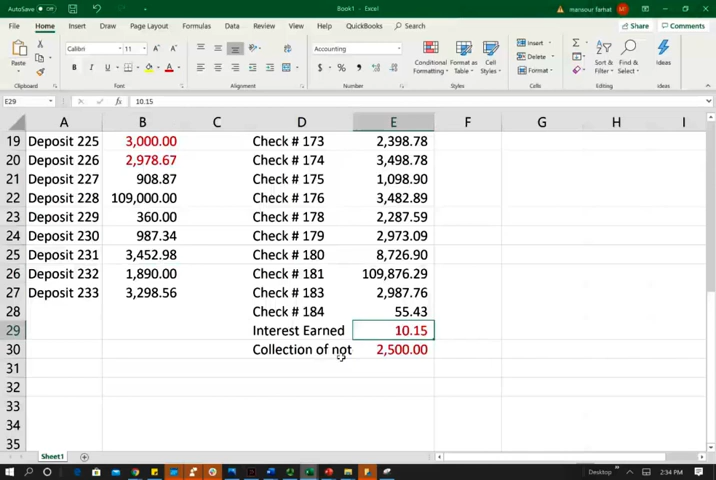 AutoSave Off Book1 - Excel mansour farhat MF
File Home Insert Draw Page Layout Formulas Data Review View Help QuickBooks Search Share Comments
Paste Calibri 11 A A Accounting Conditional Formatting Format as Table Cell Styles Insert Delete Format Sort & Filter Find & Select Ideas
B I U A $ % 
Clipboard Font Alignment Number Styles Cells Editing Ideas
E29 fx 10.15
A B C D E F G H I
19 Deposit 225 3,000.00 Check # 173 2,398.78
20 Deposit 226 2,978.67 Check # 174 3,498.78
21 Deposit 227 908.87 Check # 175 1,098.90
22 Deposit 228 109,000.00 Check # 176 3,482.89
23 Deposit 229 360.00 Check # 178 2,287.59
24 Deposit 230 987.34 Check # 179 2,973.09
25 Deposit 231 3,452.98 Check # 180 8,726.90
26 Deposit 232 1,890.00 Check # 181 109,876.29
27 Deposit 233 3,298.56 Check # 183 2,987.76
28 Check # 184 55.43
29 Interest Earned 10.15
30 Collection of not 2,500.00
31
32
33
34
35
Sheet1
Desktop 2:34 PM